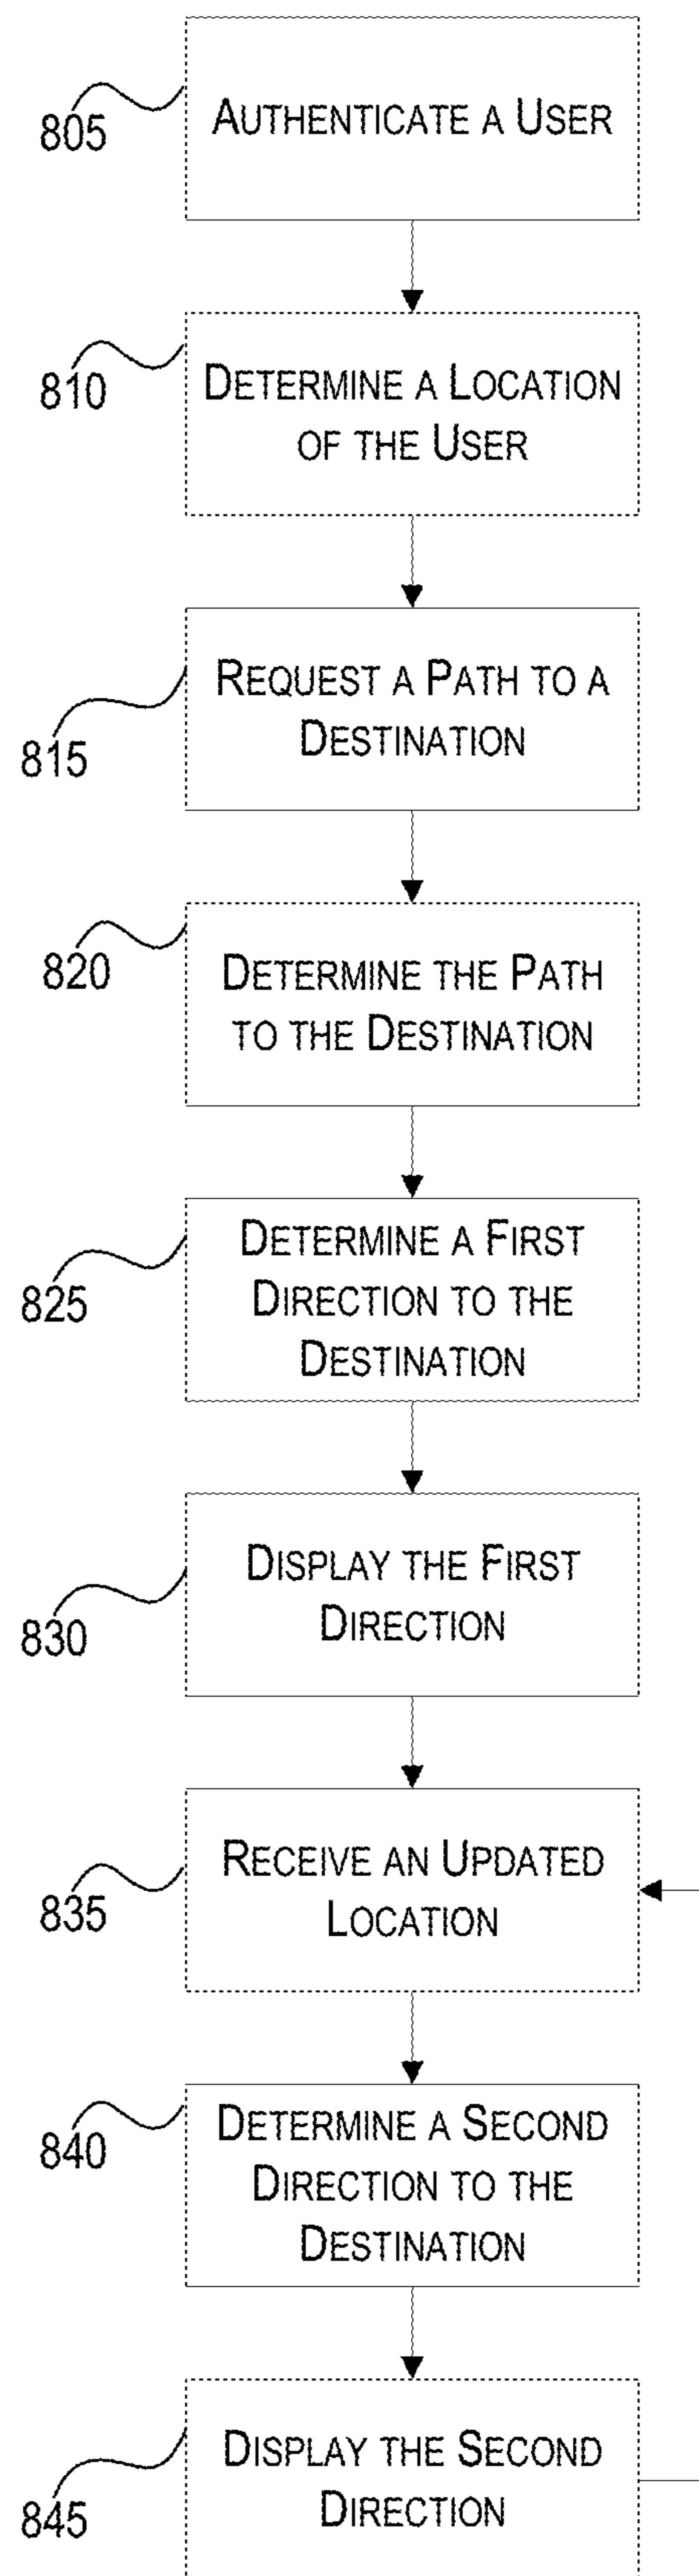 AUTHENTICATE A USER
805
DETERMINE A LOCATION
OF THE USER
810
REQUEST A PATH TO A
DESTINATION
815
DETERMINE THE PATH
TO THE DESTINATION
820
DETERMINE A FIRST
DIRECTION TO THE
DESTINATION
825
DISPLAY THE FIRST
DIRECTION
830
RECEIVE AN UPDATED
LOCATION
835
DETERMINE A SECOND
DIRECTION TO THE
DESTINATION
840
DISPLAY THE SECOND
DIRECTION
845